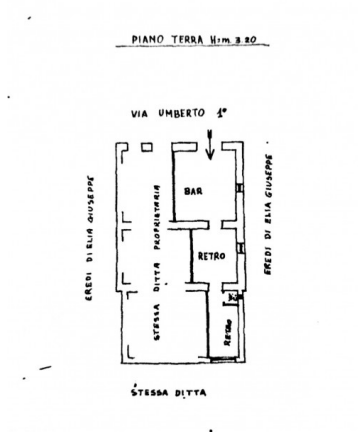 PIANO TERRA H=m. 3.20
VIA UMBERTO 1º
EREDI DI ELIA GIUSEPPE
STESSA DITTA PROPRIETARIA
BAR
EREDI DI ELIA GIUSEPPE
RETRO
RETRO
STESSA DITTA